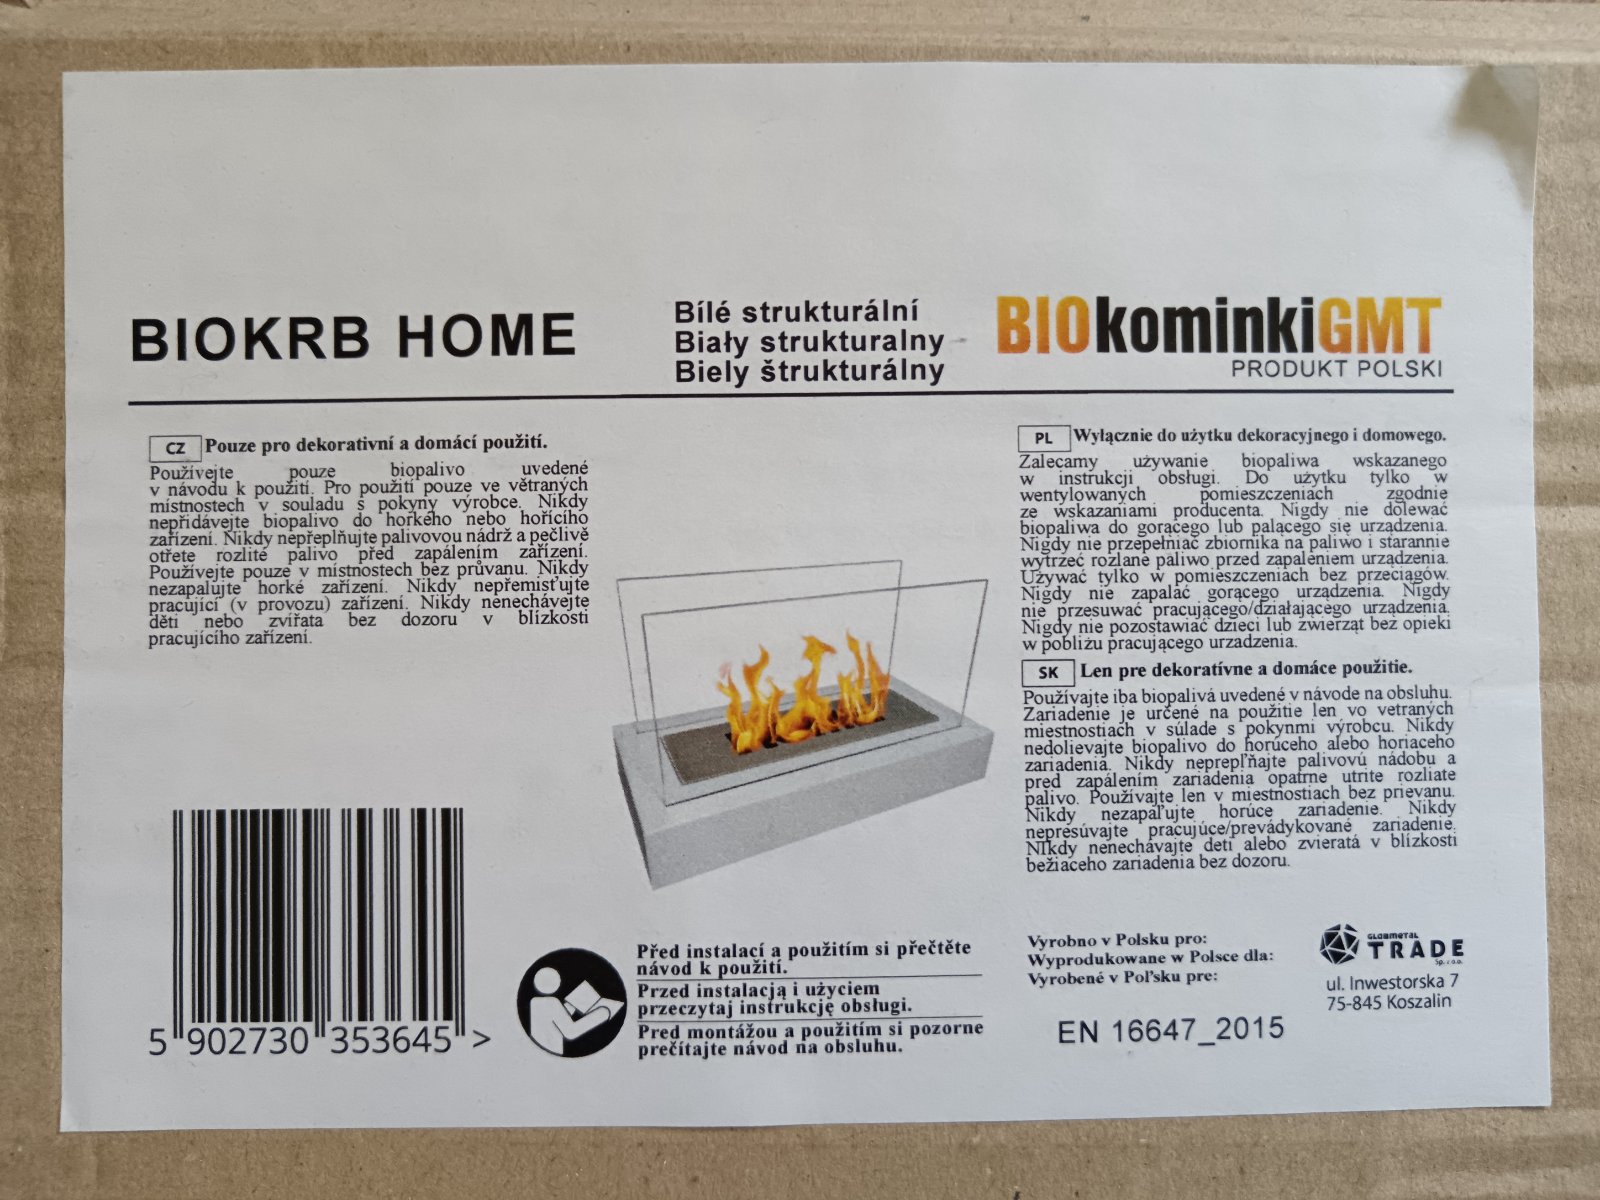 BIOKRB HOME
Bílé strukturální
Biały strukturalny
Biely štrukturálny
BIOkominkiGMT
PRODUKT POLSKI
CZ Pouze pro dekorativní a domácí použití.
Používejte pouze biopalivo uvedené
v návodu k použití. Pro použití pouze ve větraných
místnostech v souladu s pokyny výrobce. Nikdy
nepřidávejte biopalivo do horkého nebo hořícího
zařízení. Nikdy nepřeplňujte palivovou nádrž a pečlivě
otřete rozlité palivo před zapálením zařízení.
Používejte pouze v místnostech bez průvanu. Nikdy
nezapalujte horké zařízení. Nikdy nepřemisťujte
pracující (v provozu) zařízení. Nikdy nenechávejte
děti nebo zvířata bez dozoru v blízkosti
pracujícího zařízení.
PL Wyłącznie do użytku dekoracyjnego i domowego.
Zalecamy używanie biopaliwa wskazanego
w instrukcji obsługi. Do użytku tylko w
wentylowanych pomieszczeniach zgodnie
ze wskazaniami producenta. Nigdy nie dolewać
biopaliwa do gorącego lub palącego się urządzenia.
Nigdy nie przepełniać zbiornika na paliwo i starannie
wytrzeć rozlane paliwo przed zapaleniem urządzenia.
Używać tylko w pomieszczeniach bez przeciągów.
Nigdy nie zapalać gorącego urządzenia. Nigdy
nie przesuwać pracującego/działającego urządzenia.
Nigdy nie pozostawiać dzieci lub zwierząt bez opieki
w pobliżu pracującego urzadzenia.
SK Len pre dekoratívne a domáce použitie.
Používajte iba biopalivá uvedené v návode na obsluhu.
Zariadenie je určené na použitie len vo vetraných
miestnostiach v súlade s pokynmi výrobcu. Nikdy
nedolievajte biopalivo do horúceho alebo horiaceho
zariadenia. Nikdy neprepĺňajte palivovú nádobu a
pred zapálením zariadenia opatrne utrite rozliate
palivo. Používajte len v miestnostiach bez prievanu.
Nikdy nezapaľujte horúce zariadenie. Nikdy
nepresúvajte pracujúce/prevádykované zariadenie.
NIkdy nenechávajte deti alebo zvieratá v blízkosti
bežiaceho zariadenia bez dozoru.
5 902730 353645 >
Před instalací a použitím si přečtěte
návod k použití.
Przed instalacją i użyciem
przeczytaj instrukcję obsługi.
Pred montážou a použitím si pozorne
prečítajte návod na obsluhu.
Vyrobno v Polsku pro:
Wyprodukowane w Polsce dla:
Vyrobené v Poľsku pre:
GLOBMETAL
TRADE
Sp. z o.o.
ul. Inwestorska 7
75-845 Koszalin
EN 16647_2015